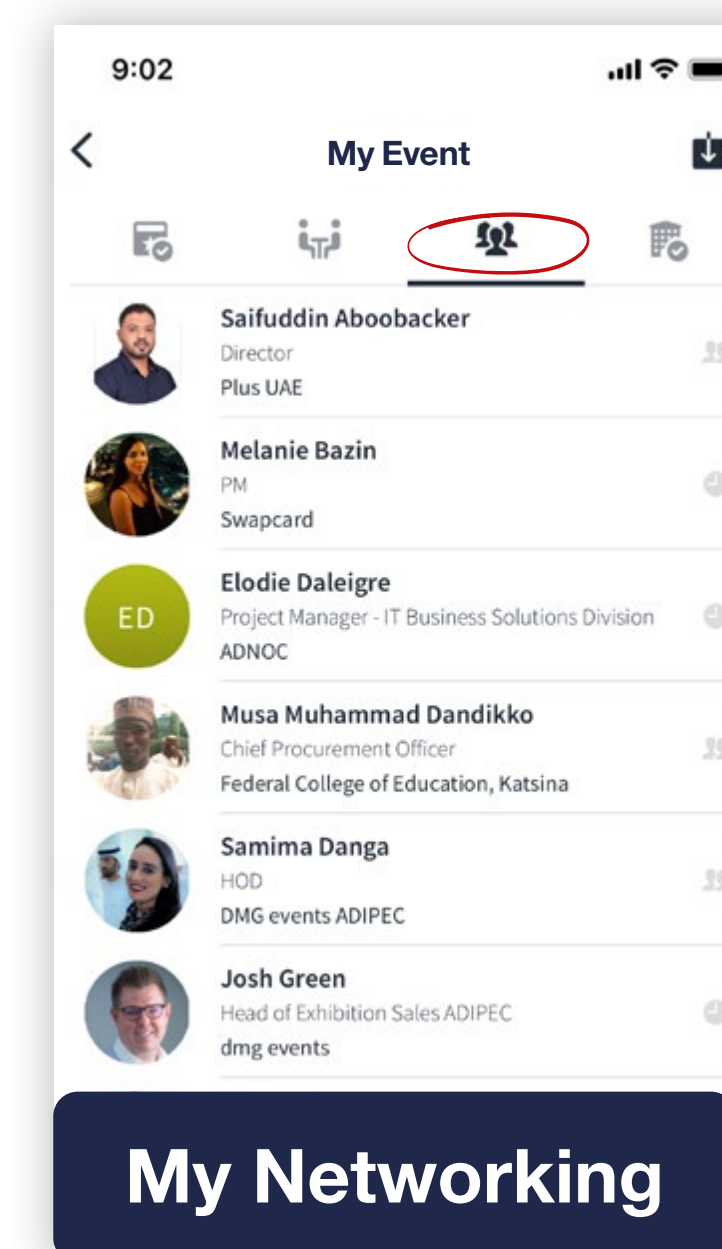 9:02
My Event
Saifuddin Aboobacker
Director
Plus UAE
Melanie Bazin
PM
Swapcard
ED
Elodie Daleigre
Project Manager - IT Business Solutions Division
ADNOC
Musa Muhammad Dandikko
Chief Procurement Officer
Federal College of Education, Katsina
Samima Danga
HOD
DMG events ADIPEC
Josh Green
Head of Exhibition Sales ADIPEC
dmg events
My Networking